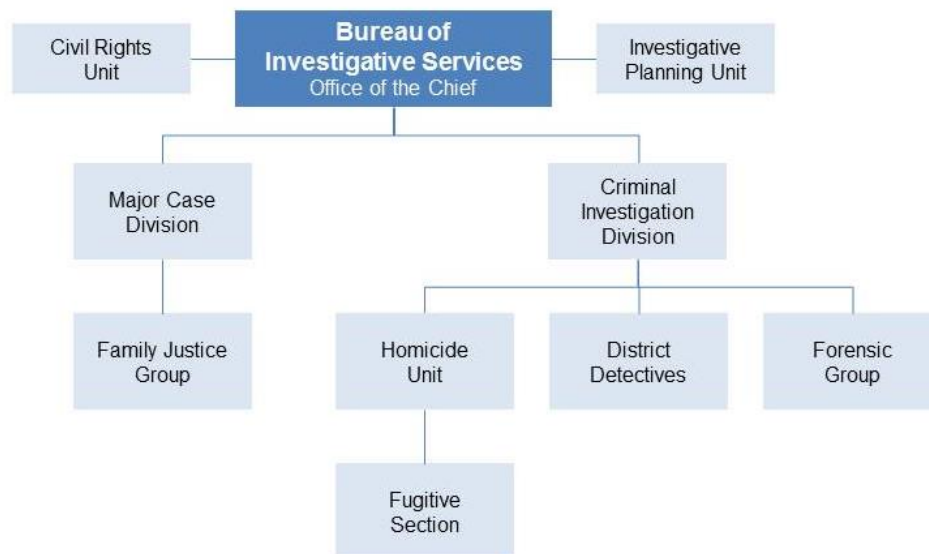 Civil Rights
Unit
Bureau of
Investigative Services
Office of the Chief
Investigative
Planning Unit
Major Case
Division
Criminal
Investigation
Division
Family Justice
Group
Homicide
Unit
District
Detectives
Forensic
Group
Fugitive
Section